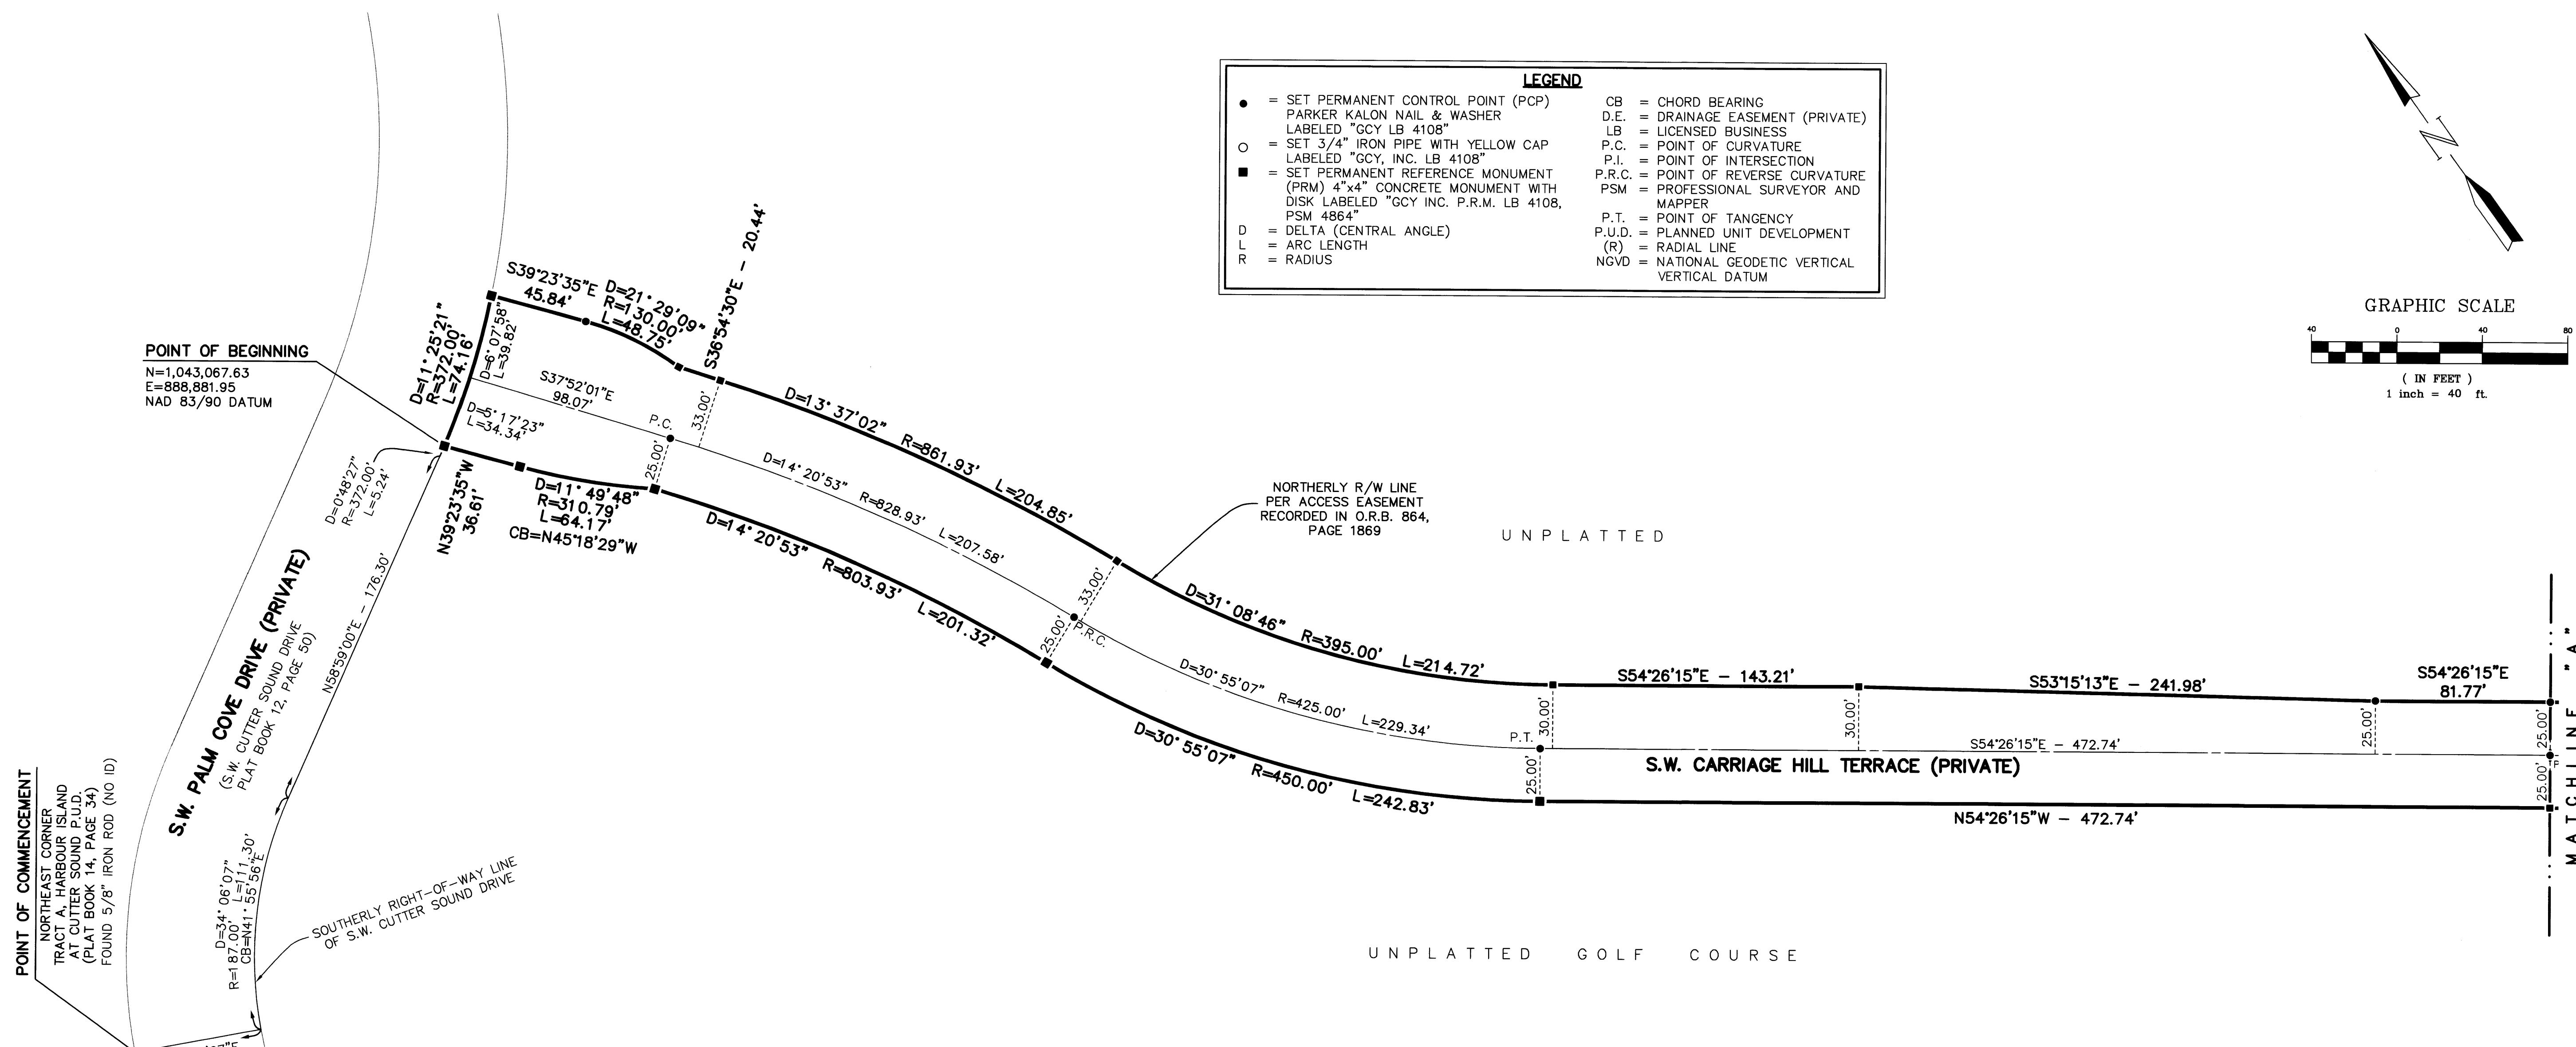 LEGEND
● = SET PERMANENT CONTROL POINT (PCP)
PARKER KALON NAIL & WASHER
LABELED "GCY LB 4108"
○ = SET 3/4" IRON PIPE WITH YELLOW CAP
LABELED "GCY, INC. LB 4108"
■ = SET PERMANENT REFERENCE MONUMENT
(PRM) 4"x4" CONCRETE MONUMENT WITH
DISK LABELED "GCY INC. P.R.M. LB 4108,
PSM 4864"
D = DELTA (CENTRAL ANGLE)
L = ARC LENGTH
R = RADIUS
CB = CHORD BEARING
D.E. = DRAINAGE EASEMENT (PRIVATE)
LB = LICENSED BUSINESS
P.C. = POINT OF CURVATURE
P.I. = POINT OF INTERSECTION
P.R.C. = POINT OF REVERSE CURVATURE
PSM = PROFESSIONAL SURVEYOR AND
MAPPER
P.T. = POINT OF TANGENCY
P.U.D. = PLANNED UNIT DEVELOPMENT
(R) = RADIAL LINE
NGVD = NATIONAL GEODETIC VERTICAL
VERTICAL DATUM
N
GRAPHIC SCALE
40 0 40 80
( IN FEET )
1 inch = 40 ft.
POINT OF BEGINNING
N=1,043,067.63
E=888,881.95
NAD 83/90 DATUM
D=11°25'21"
R=372.00'
L=74.16'
S39°23'35"E
45.84'
D=21°29'09"
R=130.00'
L=48.75'
S36°54'30"E - 20.44'
D=6°07'58"
L=39.82'
S37°52'01"E
98.07'
D=5°17'23"
L=34.34'
P.C.
33.00'
25.00'
D=13°37'02" R=861.93' L=204.85'
D=14°20'53" R=828.93' L=207.58'
D=14°20'53" R=803.93' L=201.32'
D=0°48'27"
R=372.00'
L=5.24'
N39°23'35"W
36.61'
D=11°49'48"
R=310.79'
L=64.17'
CB=N45°18'29"W
33.00'
25.00'
P.R.C.
NORTHERLY R/W LINE
PER ACCESS EASEMENT
RECORDED IN O.R.B. 864,
PAGE 1869
UNPLATTED
D=31°08'46" R=395.00' L=214.72'
D=30°55'07" R=425.00' L=229.34'
D=30°55'07" R=450.00' L=242.83'
P.T.
30.00'
25.00'
S54°26'15"E - 143.21'
30.00'
S53°15'13"E - 241.98'
S54°26'15"E
81.77'
25.00'
25.00'
25.00'
S54°26'15"E - 472.74'
S.W. CARRIAGE HILL TERRACE (PRIVATE)
N54°26'15"W - 472.74'
MATCHLINE "A"
S.W. PALM COVE DRIVE (PRIVATE)
(S.W. CUTTER SOUND DRIVE
PLAT BOOK 12, PAGE 50)
N58°59'00"E - 176.30'
POINT OF COMMENCEMENT
NORTHEAST CORNER
TRACT A, HARBOUR ISLAND
AT CUTTER SOUND P.U.D.
(PLAT BOOK 14, PAGE 34)
FOUND 5/8" IRON ROD (NO ID)
D=34°06'07"
R=187.00' L=111.30'
CB=N41°55'56"E
SOUTHERLY RIGHT-OF-WAY LINE
OF S.W. CUTTER SOUND DRIVE
UNPLATTED GOLF COURSE